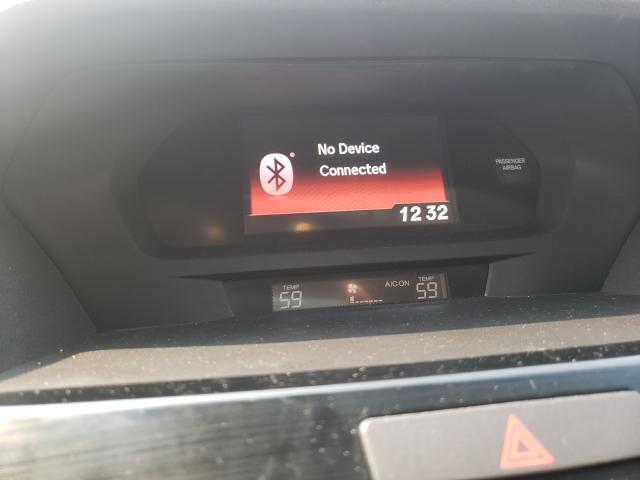 No Device
Connected
12 32
PASSENGER
AIRBAG
TEMP
59
A/C ON
TEMP
59